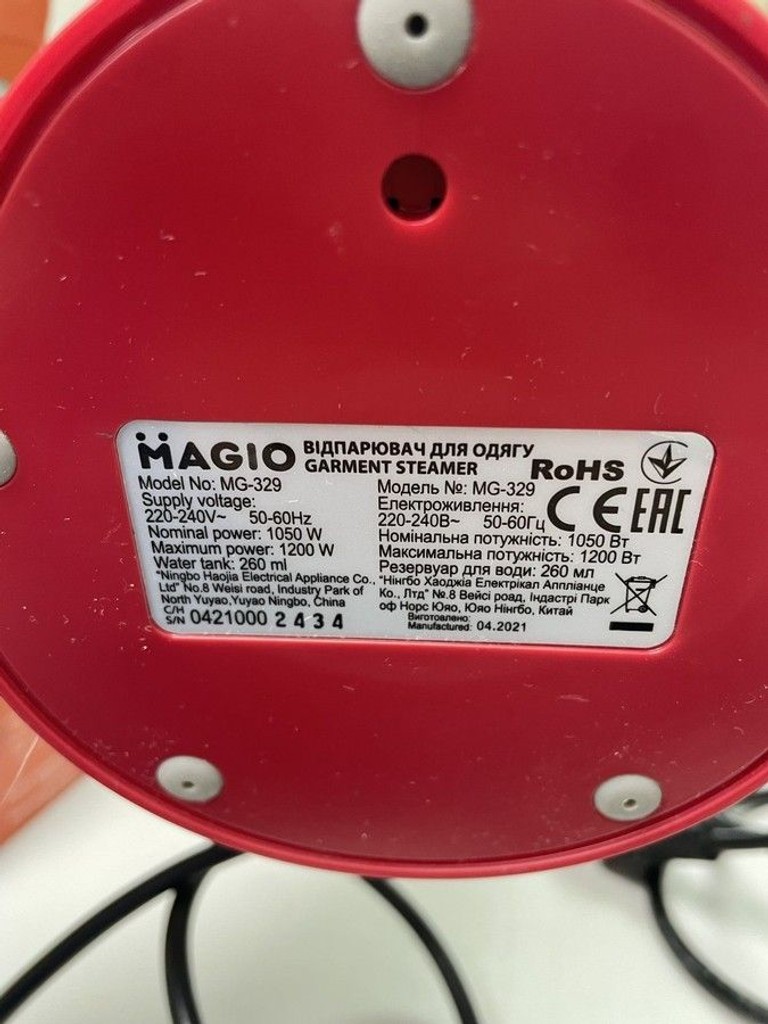 MAGIO
ВІДПАРЮВАЧ ДЛЯ ОДЯГУ
GARMENT STEAMER
RoHS
Model No: MG-329
Supply voltage:
220-240V~ 50-60Hz
Nominal power: 1050 W
Maximum power: 1200 W
Water tank: 260 ml
"Ningbo Haojia Electrical Appliance Co.,
Ltd" No.8 Weisi road, Industry Park of
North Yuyao,Yuyao Ningbo, China
С/Н
S/N 0421000 2434
Модель №: MG-329
Електроживлення:
220-240В~ 50-60Гц
Номінальна потужність: 1050 Вт
Максимальна потужність: 1200 Вт
Резервуар для води: 260 мл
"Нінгбо Хаоджіа Електрікал Аппліанце
Ко., Лтд" №.8 Вейсі роад, Індастрі Парк
оф Норс Юяо, Юяо Нінгбо, Китай
Виготовлено:
Manufactured: 04.2021
CE EAC